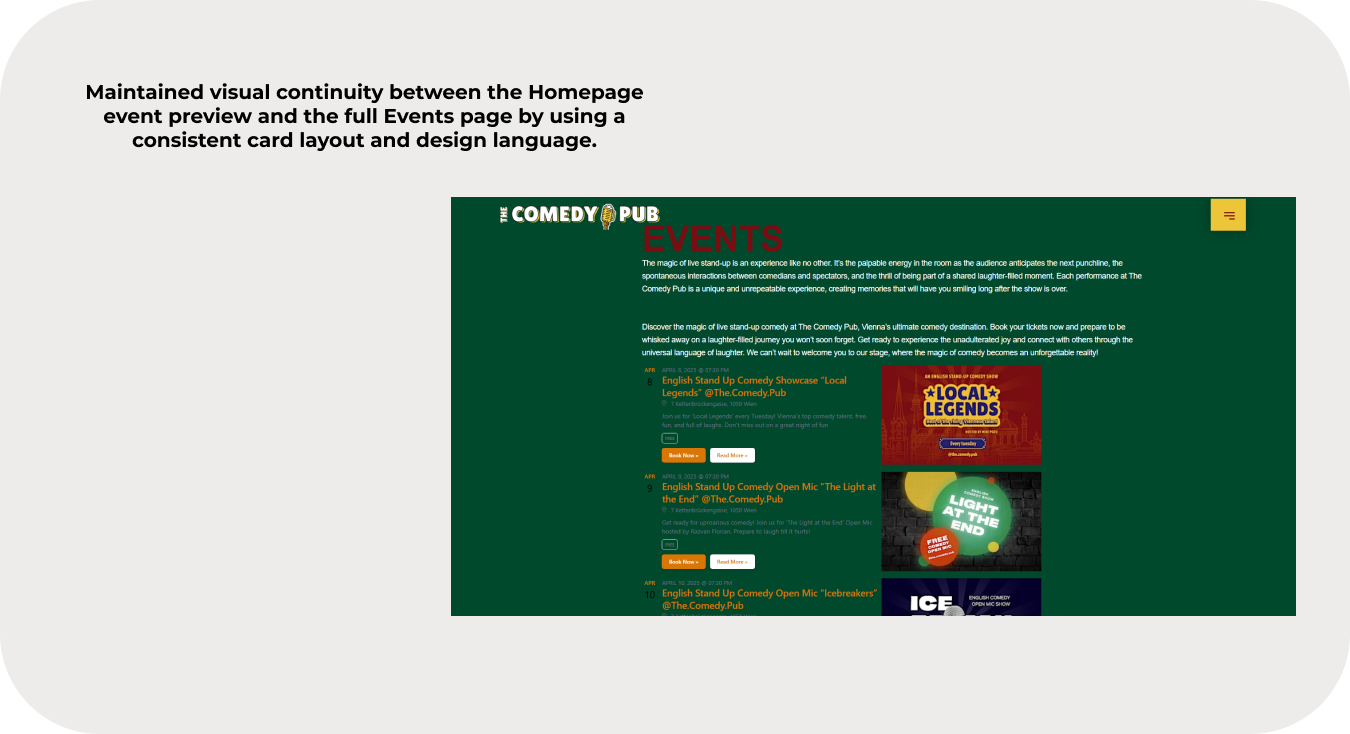 Maintained visual continuity between the Homepage
event preview and the full Events page by using a
consistent card layout and design language.
THE COMEDY PUB
EVENTS
The magic of live stand-up is an experience like no other. It's the palpable energy in the room as the audience anticipates the next punchline, the
spontaneous interactions between comedians and spectators, and the thrill of being part of a shared laughter-filled moment. Each performance at The
Comedy Pub is a unique and unrepeatable experience, creating memories that will have you smiling long after the show is over.
Discover the magic of live stand-up comedy at The Comedy Pub, Vienna's ultimate comedy destination. Book your tickets now and prepare to be
whisked away on a laughter-filled journey you won't soon forget. Get ready to experience the unadulterated joy and connect with others through the
universal language of laughter. We can't wait to welcome you to our stage, where the magic of comedy becomes an unforgettable reality!
APR
8
APRIL 8, 2025 @ 07:30 PM
English Stand Up Comedy Showcase "Local
Legends" @The.Comedy.Pub
7 Kettenbrückengasse, 1050 Wien
Join us for 'Local Legends' every Tuesday! Vienna's top comedy talent, free
fun, and full of laughs. Don't miss out on a great night of fun
Book Now »
Read More »
AN ENGLISH STAND-UP COMEDY SHOW
LOCAL
LEGENDS
Every tuesday
@the.comedy.pub
APR
9
APRIL 9, 2025 @ 07:30 PM
English Stand Up Comedy Open Mic "The Light at
the End" @The.Comedy.Pub
7 Kettenbrückengasse, 1050 Wien
Get ready for uproarious comedy! Join us for 'The Light at the End' Open Mic
hosted by Razvan Florian. Prepare to laugh till it hurts!
Book Now »
Read More »
ENGLISH
COMEDY SHOW
LIGHT
AT THE
END
FREE
COMEDY
OPEN MIC
APR
10
APRIL 10, 2025 @ 07:30 PM
English Stand Up Comedy Open Mic "Icebreakers"
@The.Comedy.Pub
ICE
ENGLISH COMEDY
OPEN MIC SHOW